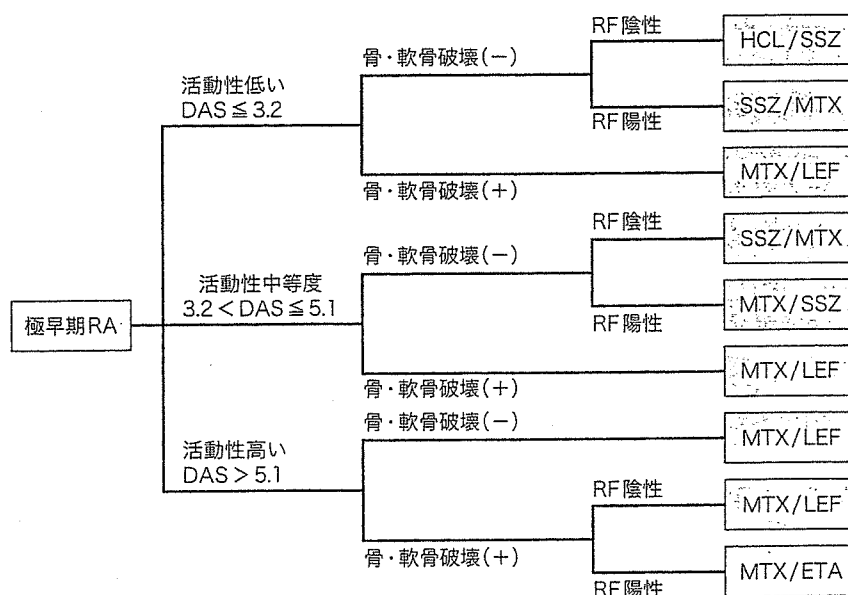 極早期RA
活動性低い
DAS≦3.2
骨・軟骨破壊(−)
RF陰性
HCL/SSZ
RF陽性
SSZ/MTX
骨・軟骨破壊(+)
MTX/LEF
活動性中等度
3.2<DAS≦5.1
骨・軟骨破壊(−)
RF陰性
SSZ/MTX
RF陽性
MTX/SSZ
骨・軟骨破壊(+)
MTX/LEF
活動性高い
DAS>5.1
骨・軟骨破壊(−)
MTX/LEF
骨・軟骨破壊(+)
RF陰性
MTX/LEF
RF陽性
MTX/ETA